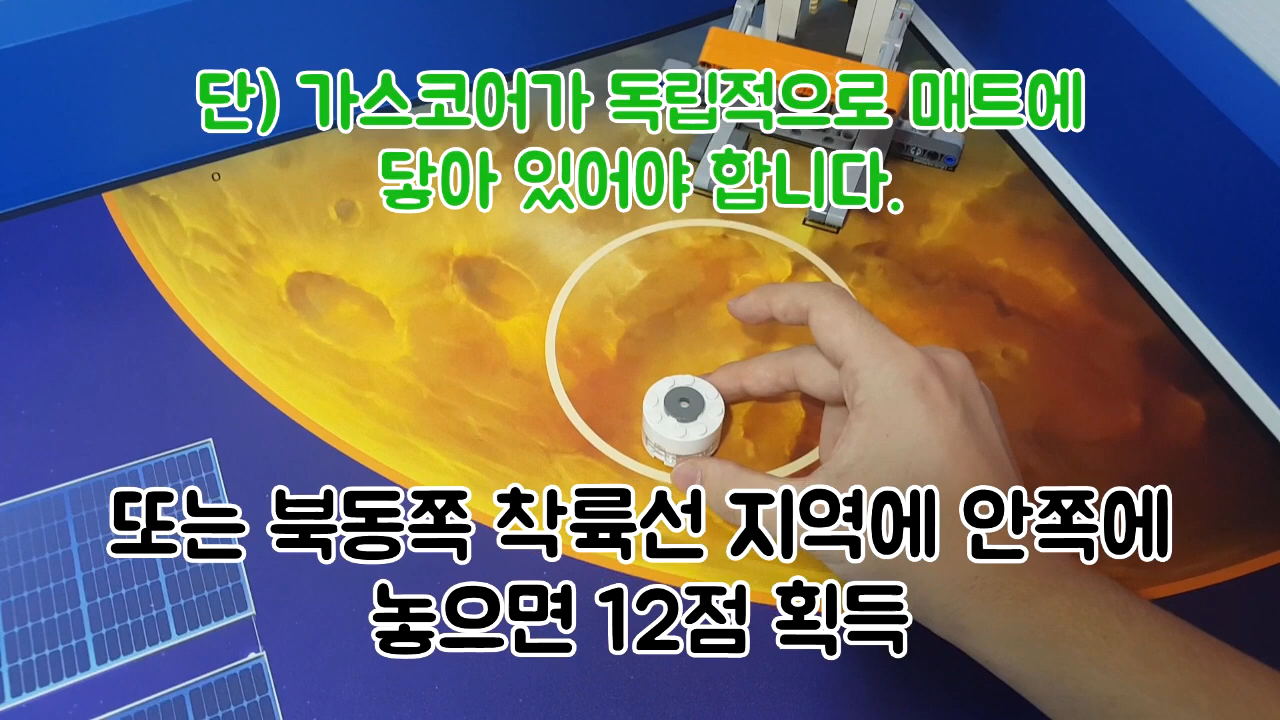 단) 가스코어가 독립적으로 매트에
닿아 있어야 합니다.
또는 북동쪽 착륙선 지역에 안쪽에
놓으면 12점 획득